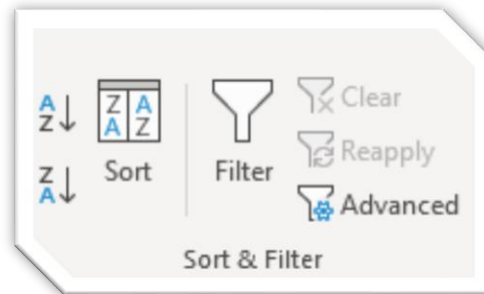 A
Z
Z A
A Z
Z
A
Sort
Filter
Clear
Reapply
Advanced
Sort & Filter